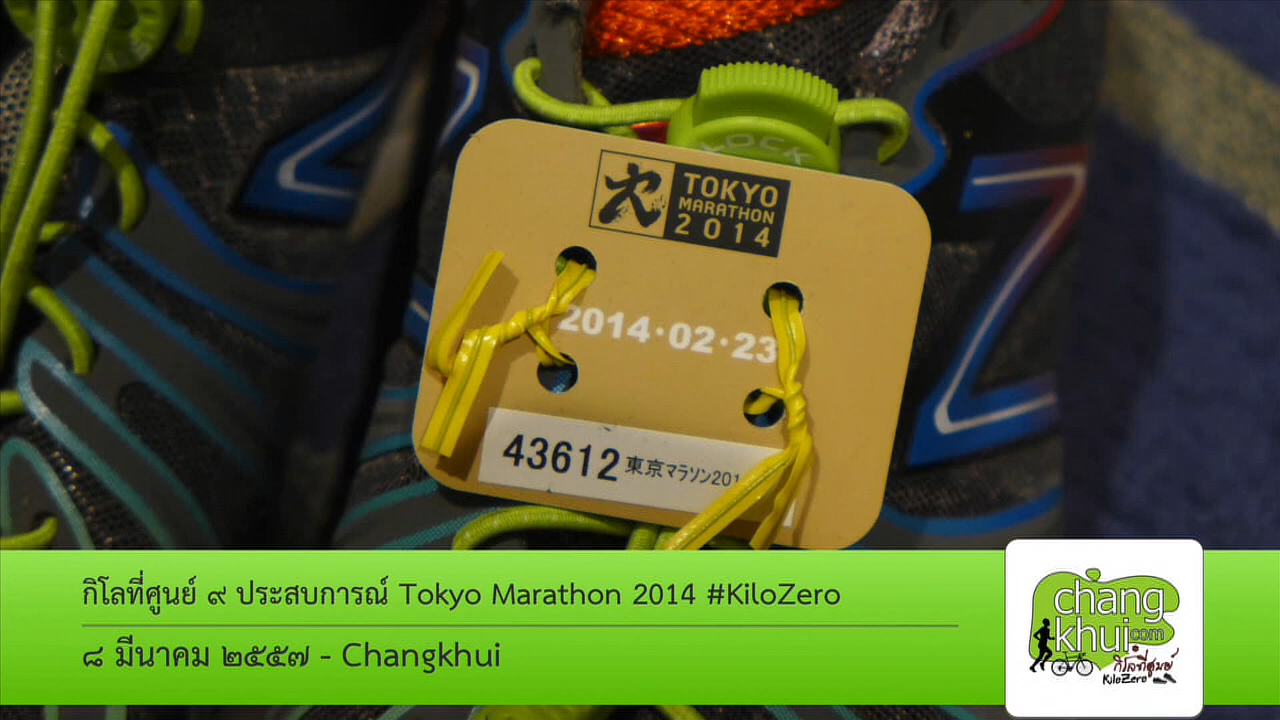 LOCK
TOKYO
MARATHON
2014
2014·02·23
43612 東京マラソン201
กิโลที่ศูนย์ ๙ ประสบการณ์ Tokyo Marathon 2014 #KiloZero
๘ มีนาคม ๒๕๕๗ - Changkhui
chang
khui.com
กิโลที่ศูนย์
KiloZero